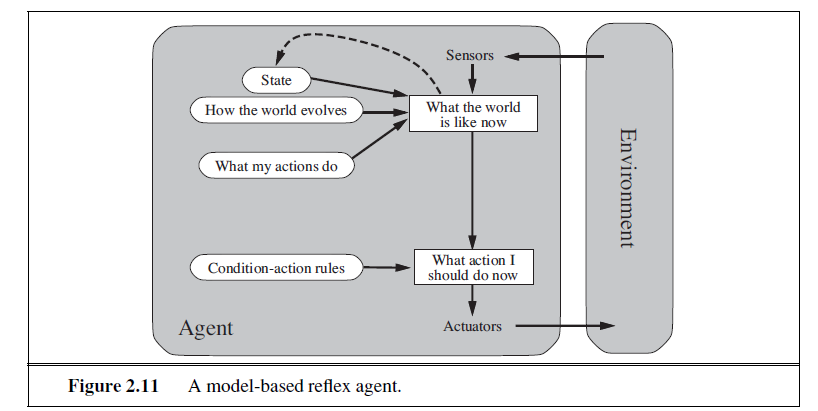 Sensors
State
How the world evolves
What the world
is like now
What my actions do
Environment
Condition-action rules
What action I
should do now
Agent
Actuators
Figure 2.11 A model-based reflex agent.